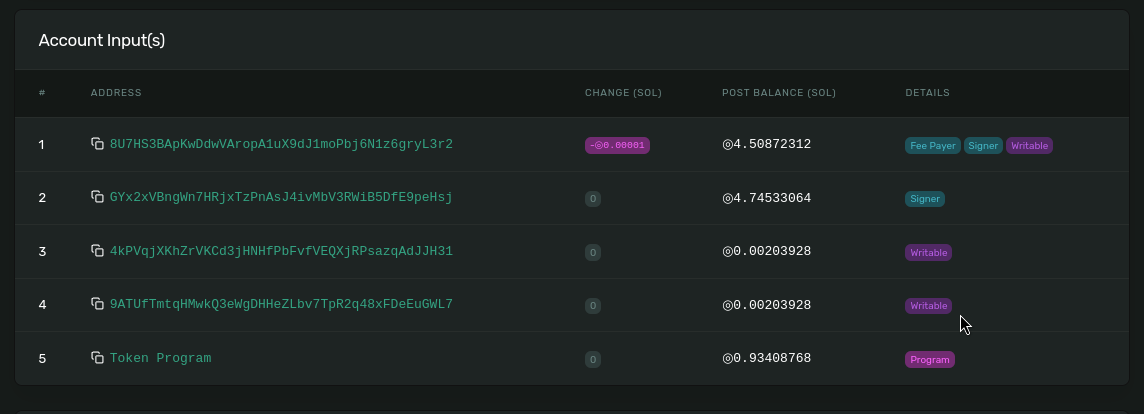 Account Input(s)
# ADDRESS CHANGE (SOL) POST BALANCE (SOL) DETAILS
1 8U7HS3BApKwDdwVAropA1uX9dJ1moPbj6N1z6gryL3r2 -◎0.00001 ◎4.50872312 Fee Payer Signer Writable
2 GYx2xVBngWn7HRjxTzPnAsJ4ivMbV3RWiB5DfE9peHsj 0 ◎4.74533064 Signer
3 4kPVqjXKhZrVKCd3jHNHfPbFvfVEQXjRPsazqAdJJH31 0 ◎0.00203928 Writable
4 9ATUfTmtqHMwkQ3eWgDHHeZLbv7TpR2q48xFDeEuGWL7 0 ◎0.00203928 Writable
5 Token Program 0 ◎0.93408768 Program